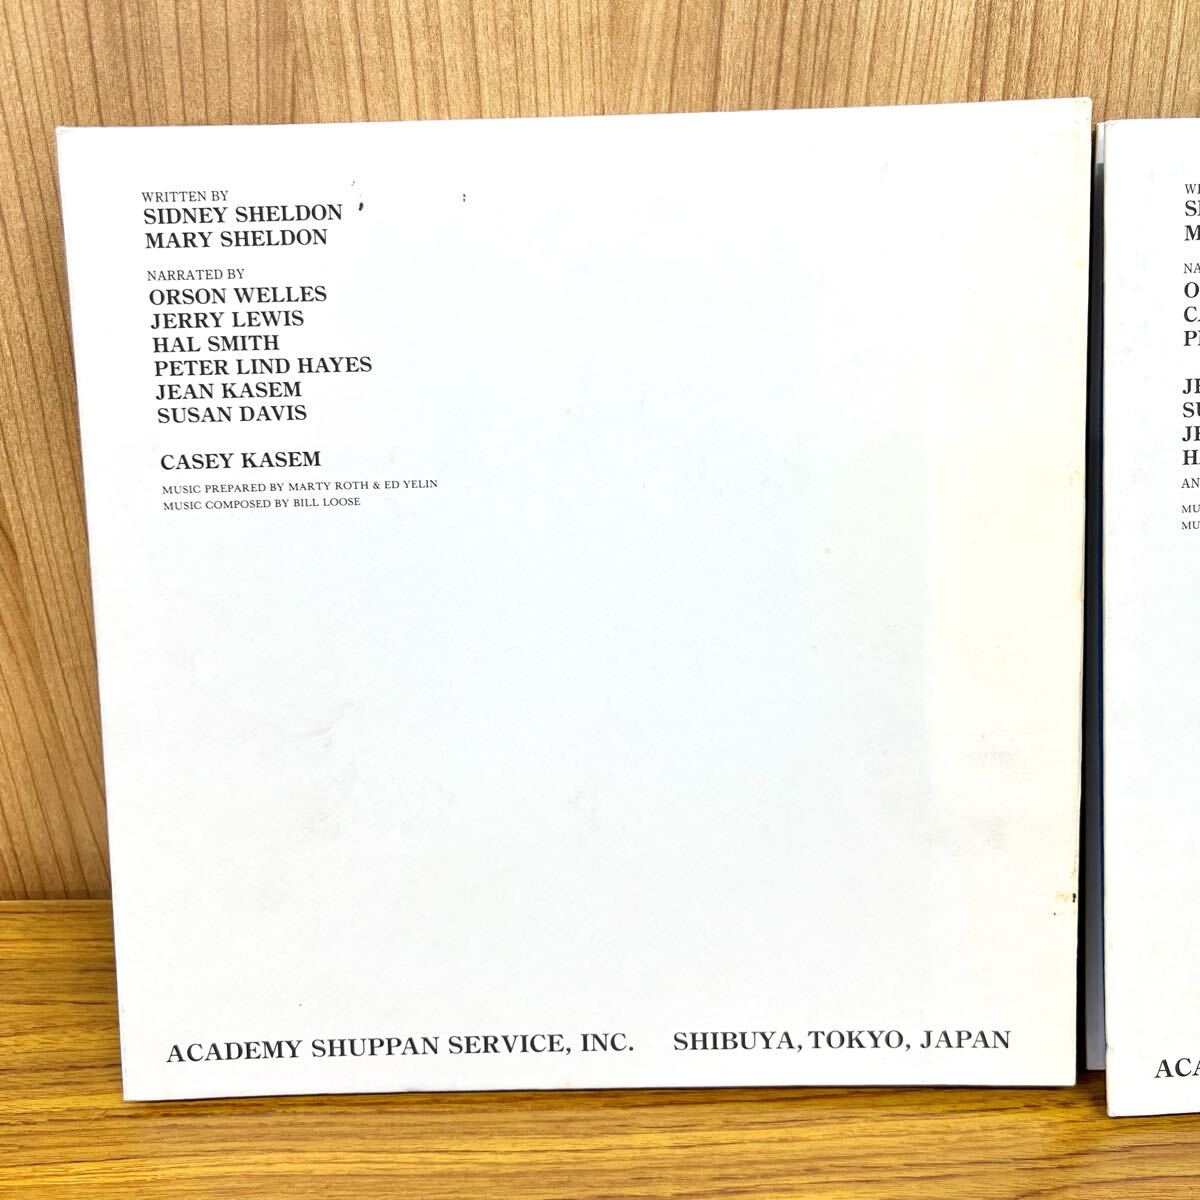 WRITTEN BY
SIDNEY SHELDON
MARY SHELDON
NARRATED BY
ORSON WELLES
JERRY LEWIS
HAL SMITH
PETER LIND HAYES
JEAN KASEM
SUSAN DAVIS
CASEY KASEM
MUSIC PREPARED BY MARTY ROTH & ED YELIN
MUSIC COMPOSED BY BILL LOOSE
ACADEMY SHUPPAN SERVICE, INC. SHIBUYA, TOKYO, JAPAN